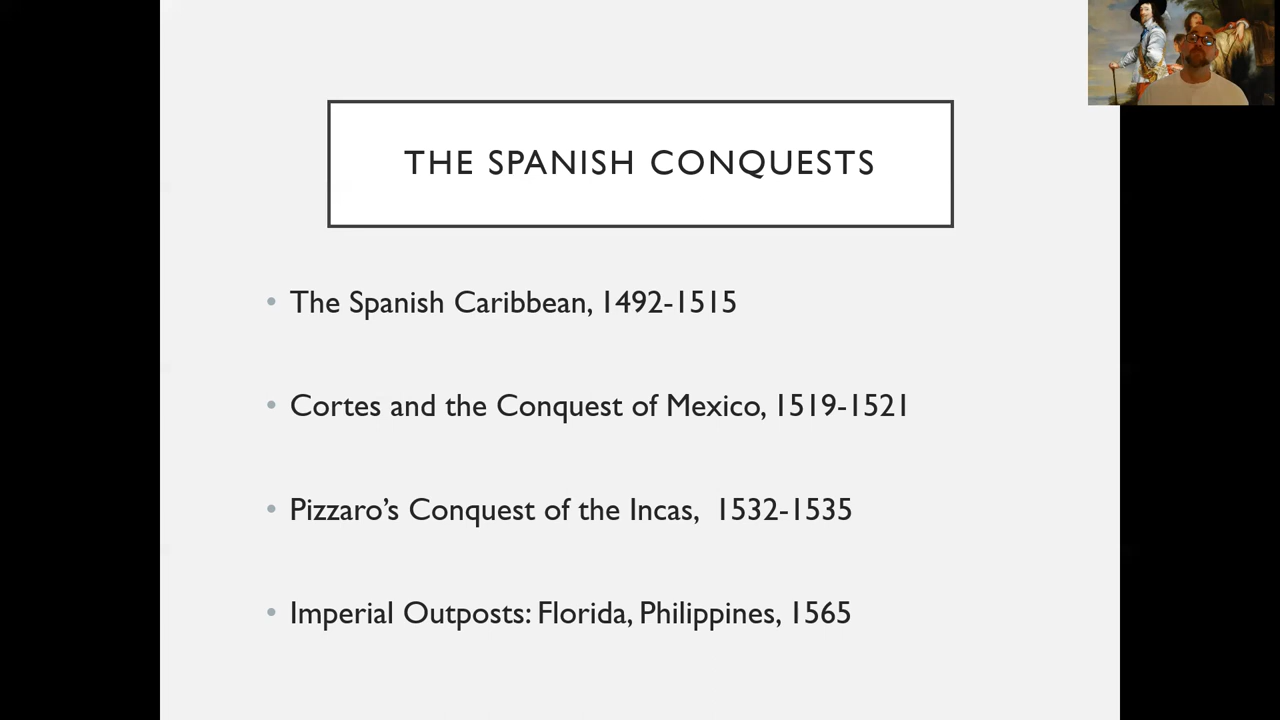 THE SPANISH CONQUESTS
• The Spanish Caribbean, 1492-1515
• Cortes and the Conquest of Mexico, 1519-1521
• Pizzaro’s Conquest of the Incas,  1532-1535
• Imperial Outposts: Florida, Philippines, 1565